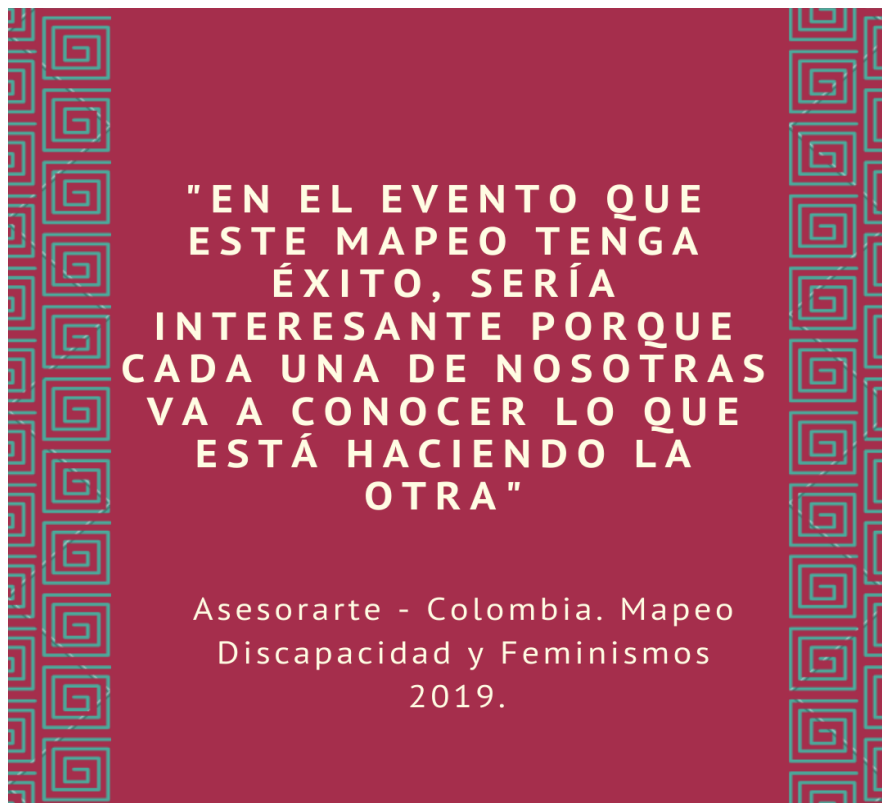 "EN EL EVENTO QUE
ESTE MAPEO TENGA
ÉXITO, SERÍA
INTERESANTE PORQUE
CADA UNA DE NOSOTRAS
VA A CONOCER LO QUE
ESTÁ HACIENDO LA
OTRA"
Asesorarte - Colombia. Mapeo
Discapacidad y Feminismos
2019.